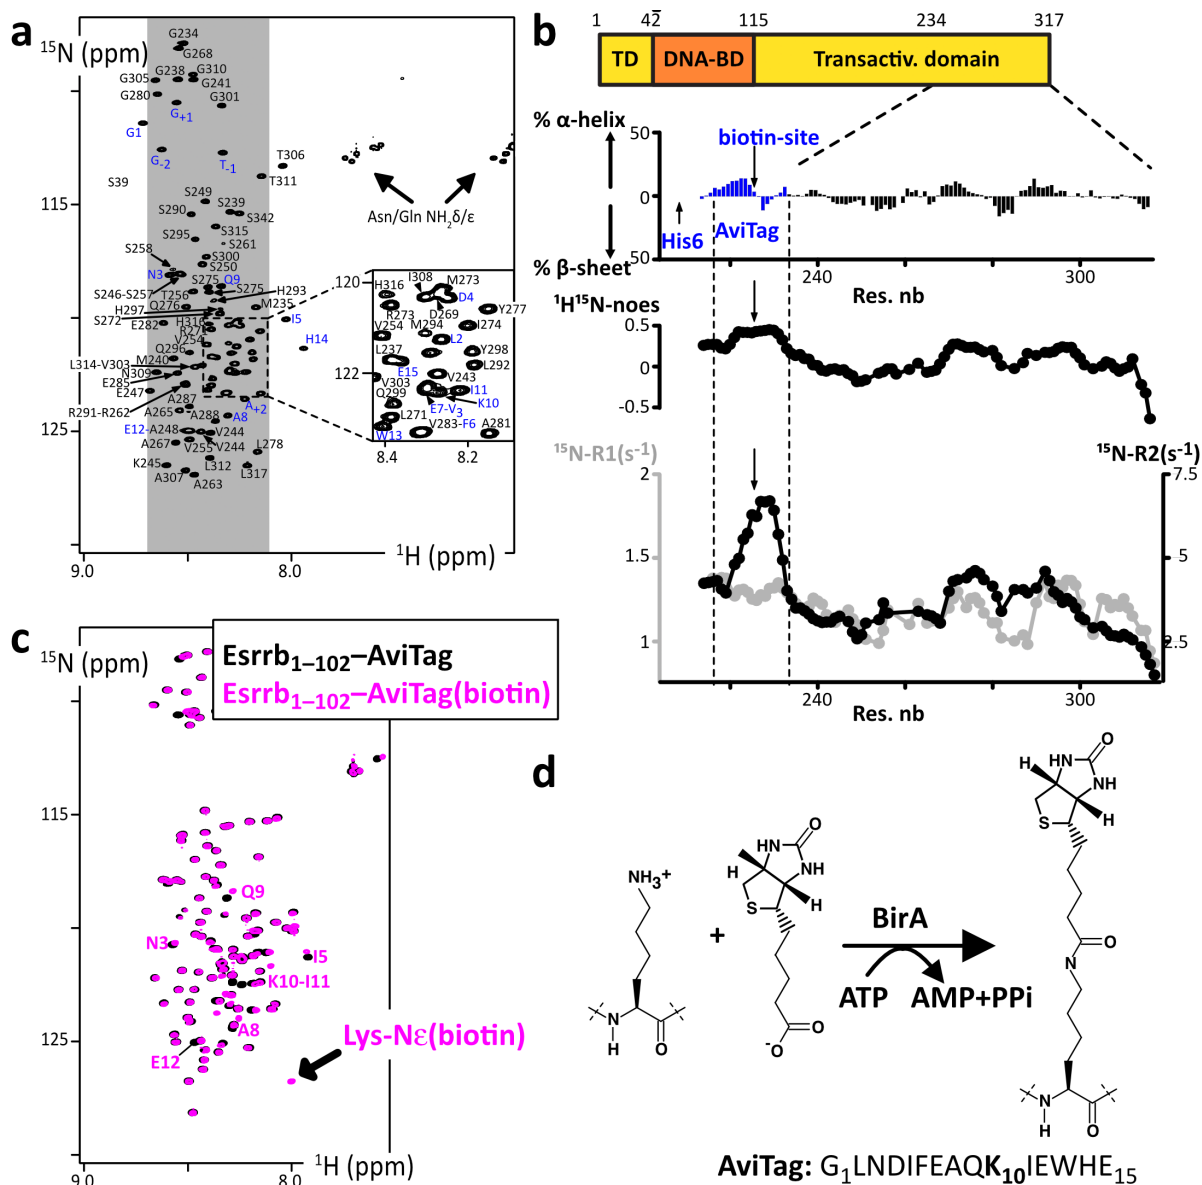 a
15N (ppm)
G234
G268
G305
G238
G310
G241
G280
G301
G+1
G1
G-2
T-1
T306
T311
S39
S249
115
S290
S239
S342
S315
S295
S261
S258
S300
S250
N3
Q9
S275
S275
S246-S257
T256
H293
Q276
H297
M235
S272
H316
I5
E282
R271
H14
V254
Q296
L314-V303
M240
N309
E285
E247
A287
A+2
R291-R262
A265
A288
A8
E12-A248
125
A267
V255
V244
V244
L278
K245
L312
L317
A307
A263
Asn/Gln NH2δ/ε
120
I308
M273
H316
D4
R273
D269
Y277
V254
M294
I274
L2
L237
Y298
E15
L292
122
V303
V243
I11
Q299
K10
E7-V3
L271
V283-F6
A281
W13
8.4
8.2
1H (ppm)
9.0
8.0
b
1
42
115
234
317
TD
DNA-BD
Transactiv. domain
% α-helix
50
biotin-site
0
His6
AviTag
50
% β-sheet
240
300
Res. nb
1H15N-noes
0.5
0
-0.5
15N-R1(s-1)
15N-R2(s-1)
2
7.5
1.5
5
1
2.5
240
300
Res. nb
c
15N (ppm)
Esrrb1–102–AviTag
Esrrb1–102–AviTag(biotin)
115
Q9
N3
I5
K10-I11
A8
125
E12
Lys-Nε(biotin)
1H (ppm)
9.0
8.0
d
O
H
HN
NH
S
H
O
N
O
N
H
O
NH3+
+
O
HN
NH
H
S
H
O
-O
N
H
O
BirA
ATP
AMP+PPi
AviTag: G1LNDIFEAQK10IEWHE15